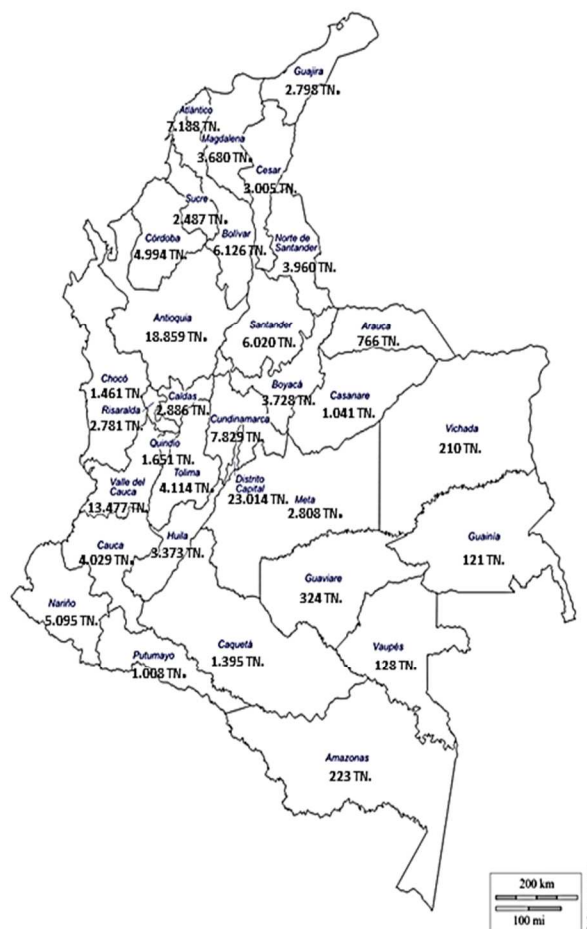 Guajira
2.798 TN.
Atlántico
7.188 TN.
Magdalena
3.680 TN.
Cesar
3.005 TN.
Sucre
2.487 TN.
Bolívar
6.126 TN.
Córdoba
4.994 TN.
Norte de
Santander
3.960 TN.
Antioquia
18.859 TN.
Santander
6.020 TN.
Arauca
766 TN.
Chocó
1.461 TN.
Boyacá
3.728 TN.
Casanare
1.041 TN.
Caldas
2.886 TN.
Risaralda
2.781 TN.
Cundinamarca
7.829 TN.
Vichada
210 TN.
Quindío
1.651 TN.
Tolima
4.114 TN.
Valle del
Cauca
13.477 TN.
Distrito
Capital
23.014 TN.
Meta
2.808 TN.
Huila
3.373 TN.
Cauca
4.029 TN.
Guainía
121 TN.
Guaviare
324 TN.
Nariño
5.095 TN.
Caquetá
1.395 TN.
Vaupés
128 TN.
Putumayo
1.008 TN.
Amazonas
223 TN.
200 km
100 mi